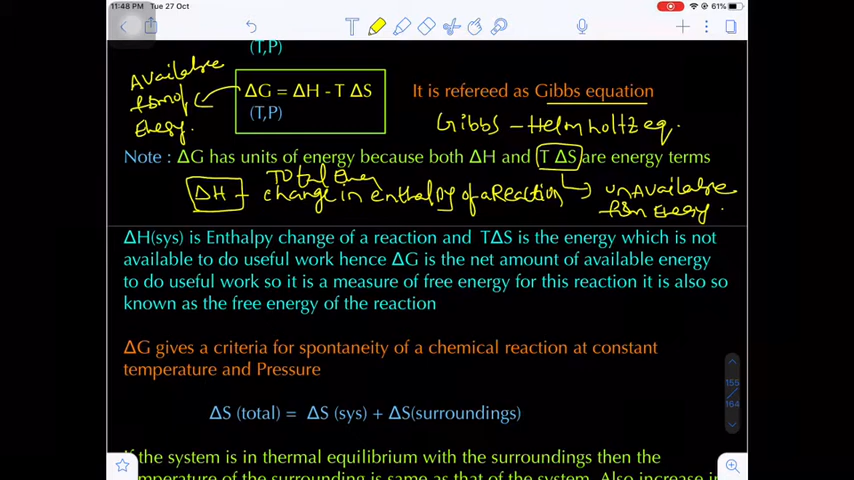 11:48 PM Tue 27 Oct
61%
(T,P)
Available
Energy.
ΔG = ΔH - T ΔS
(T,P)
It is refereed as Gibbs equation
Gibbs - Helmholtz eq.
Note : ΔG has units of energy because both ΔH and T ΔS are energy terms
Total Ener
ΔH - change in enthalpy of a Reaction
unAvailable
Energy.
ΔH(sys) is Enthalpy change of a reaction and TΔS is the energy which is not
available to do useful work hence ΔG is the net amount of available energy
to do useful work so it is a measure of free energy for this reaction it is also so
known as the free energy of the reaction
ΔG gives a criteria for spontaneity of a chemical reaction at constant
temperature and Pressure
ΔS (total) = ΔS (sys) + ΔS(surroundings)
155
164
If the system is in thermal equilibrium with the surroundings then the
temperature of the surrounding is same as that of the system. Also increase in